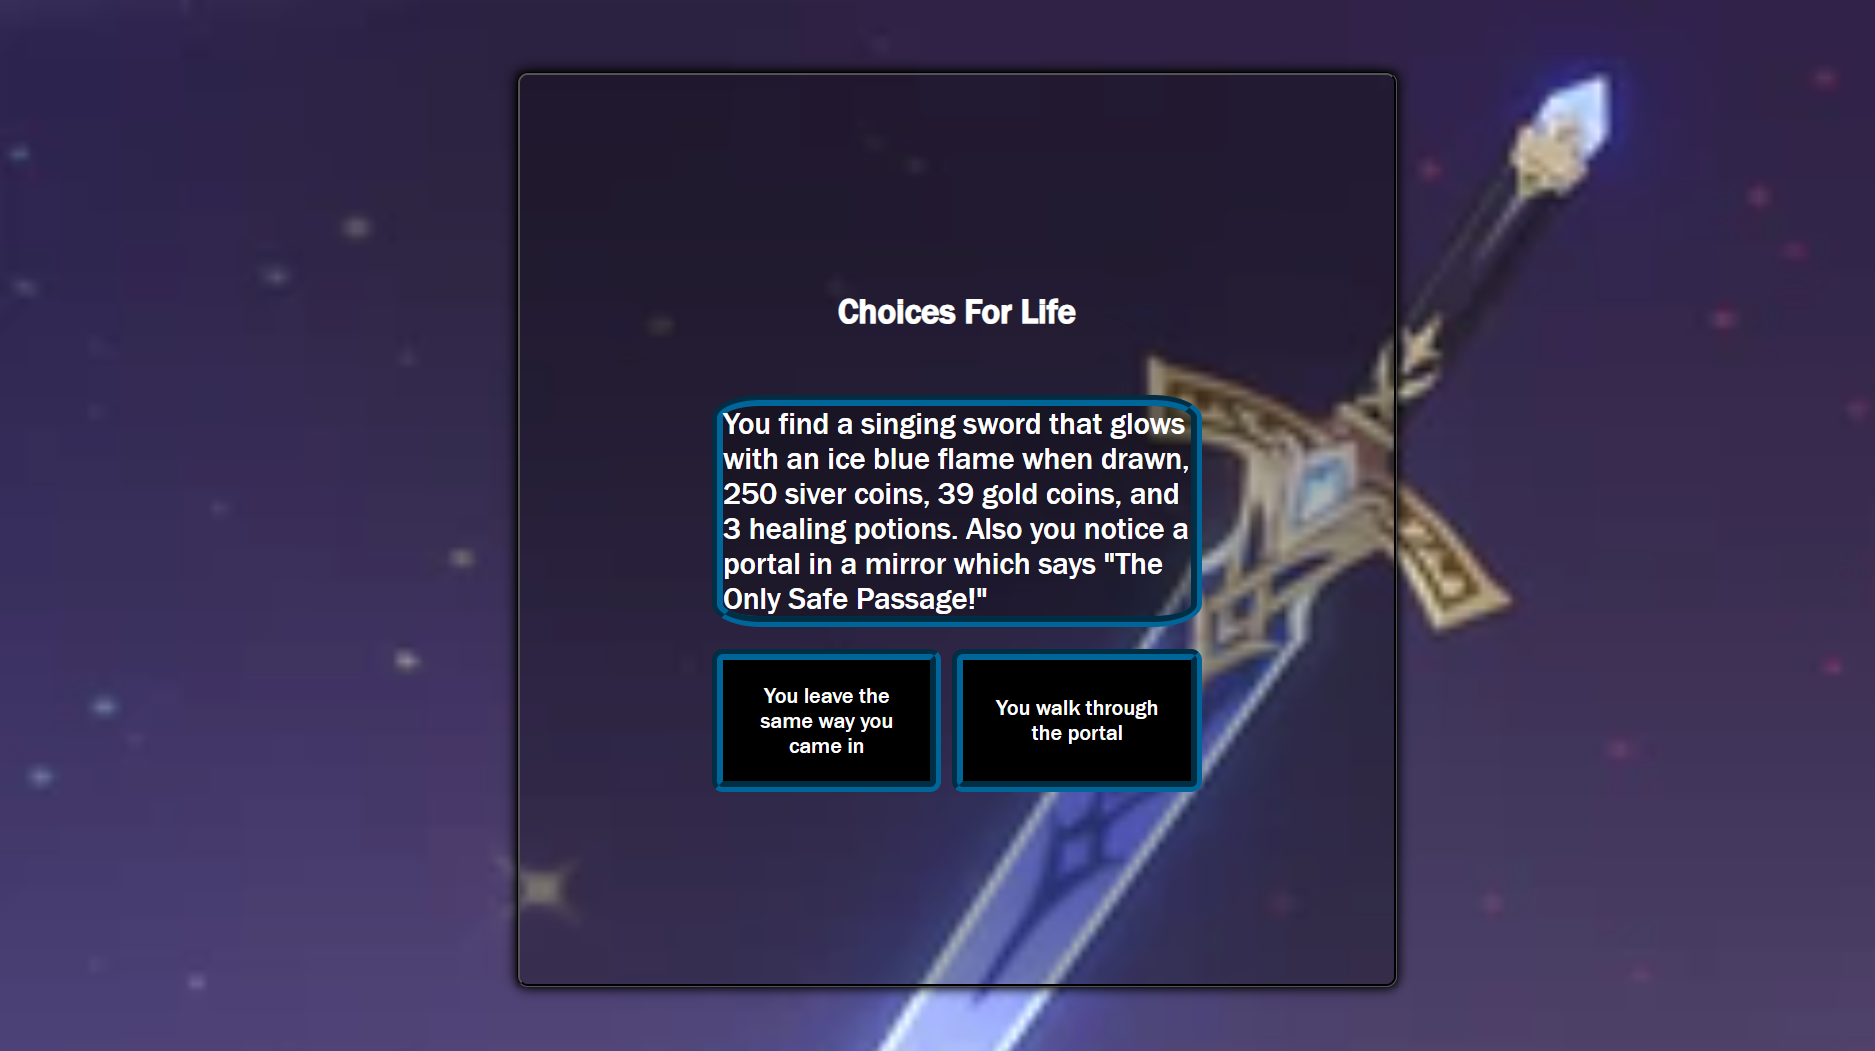 Choices For Life
You find a singing sword that glows
with an ice blue flame when drawn,
250 siver coins, 39 gold coins, and
3 healing potions. Also you notice a
portal in a mirror which says "The
Only Safe Passage!"
You leave the
same way you
came in
You walk through
the portal